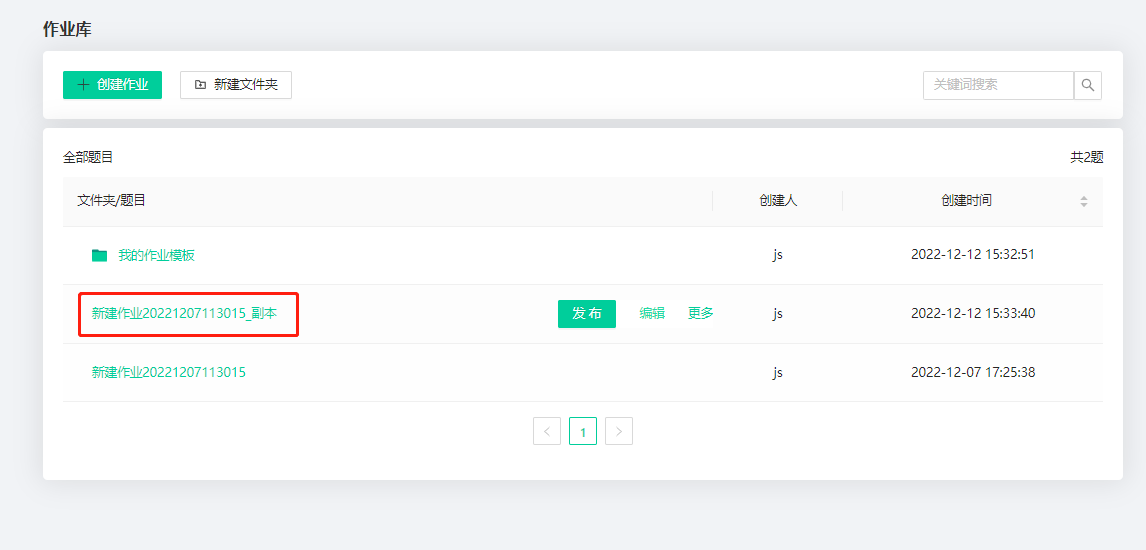 作业库
创建作业 新建文件夹 关键词搜索
全部题目 共2题
文件夹/题目 创建人 创建时间
我的作业模板 js 2022-12-12 15:32:51
新建作业20221207113015_副本 发布 编辑 更多 js 2022-12-12 15:33:40
新建作业20221207113015 js 2022-12-07 17:25:38
< 1 >